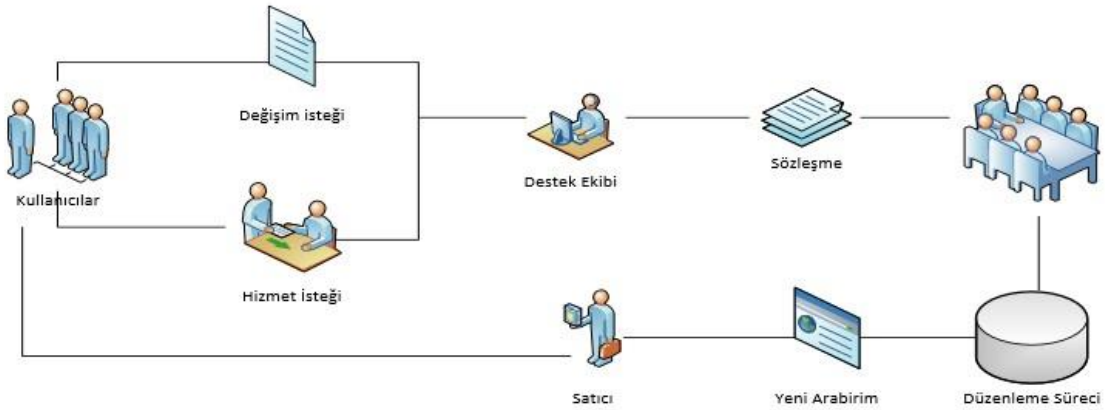 Değişim isteği
Kullanıcılar
Hizmet İsteği
Destek Ekibi
Sözleşme
Satıcı
Yeni Arabirim
Düzenleme Süreci